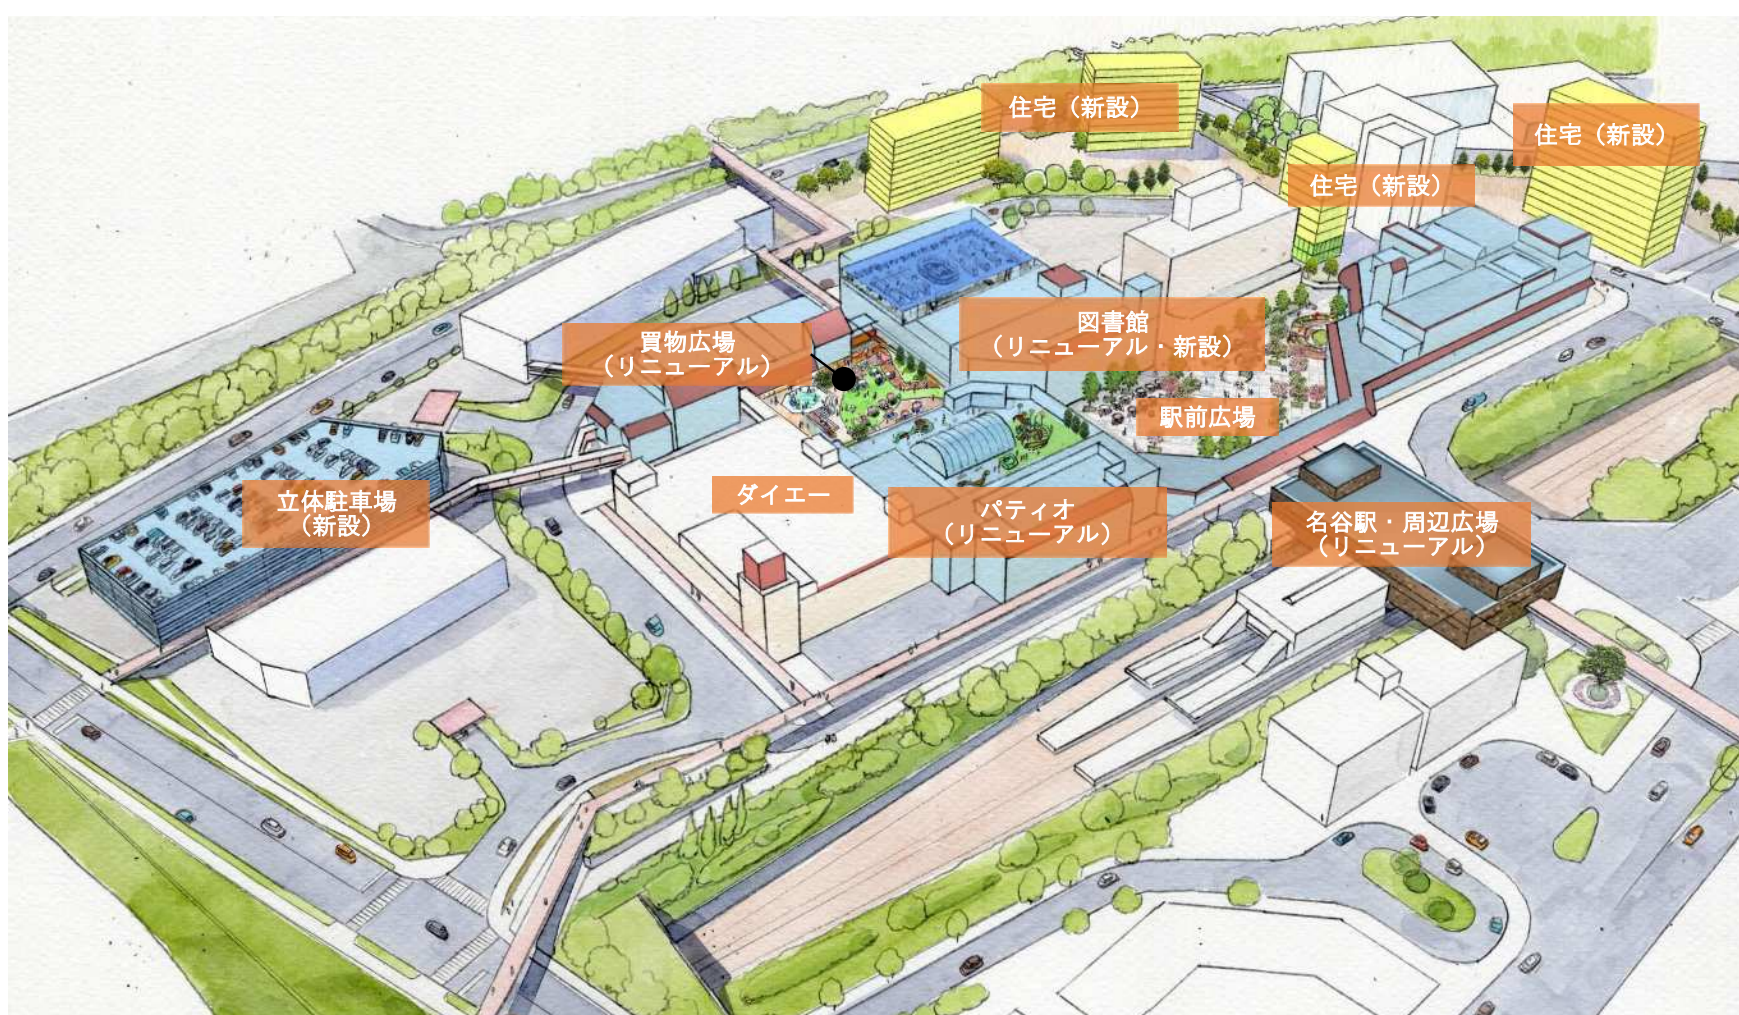 住宅（新設）
住宅（新設）
住宅（新設）
図書館
（リニューアル・新設）
買物広場
（リニューアル）
駅前広場
立体駐車場
（新設）
ダイエー
パティオ
（リニューアル）
名谷駅・周辺広場
（リニューアル）